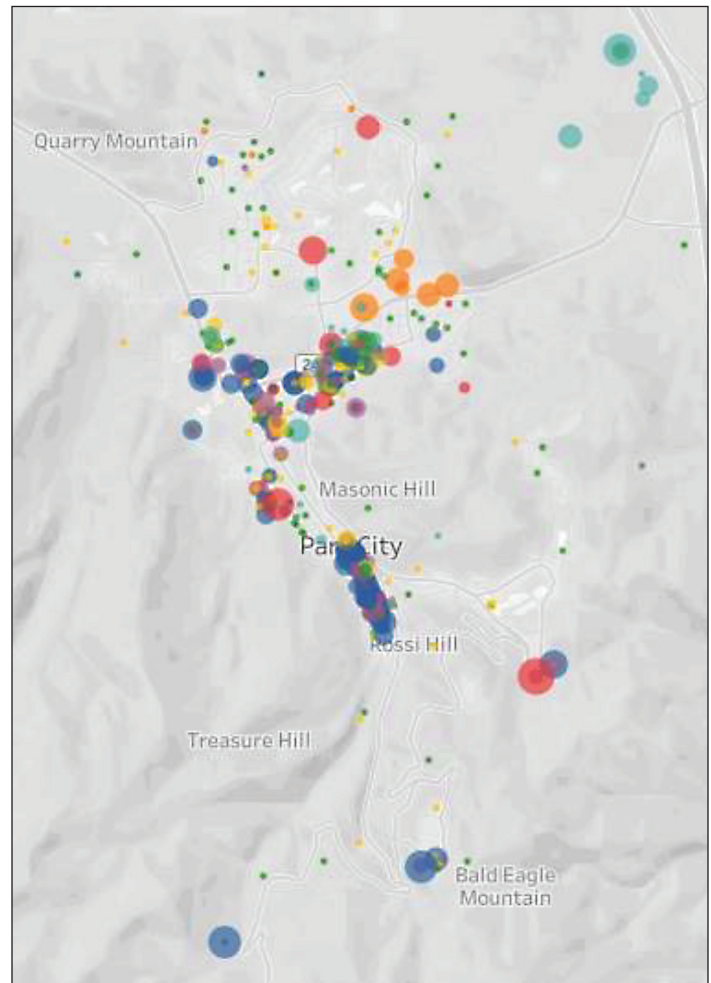 Quarry Mountain
Masonic Hill
Park City
Rossi Hill
Treasure Hill
Bald Eagle
Mountain